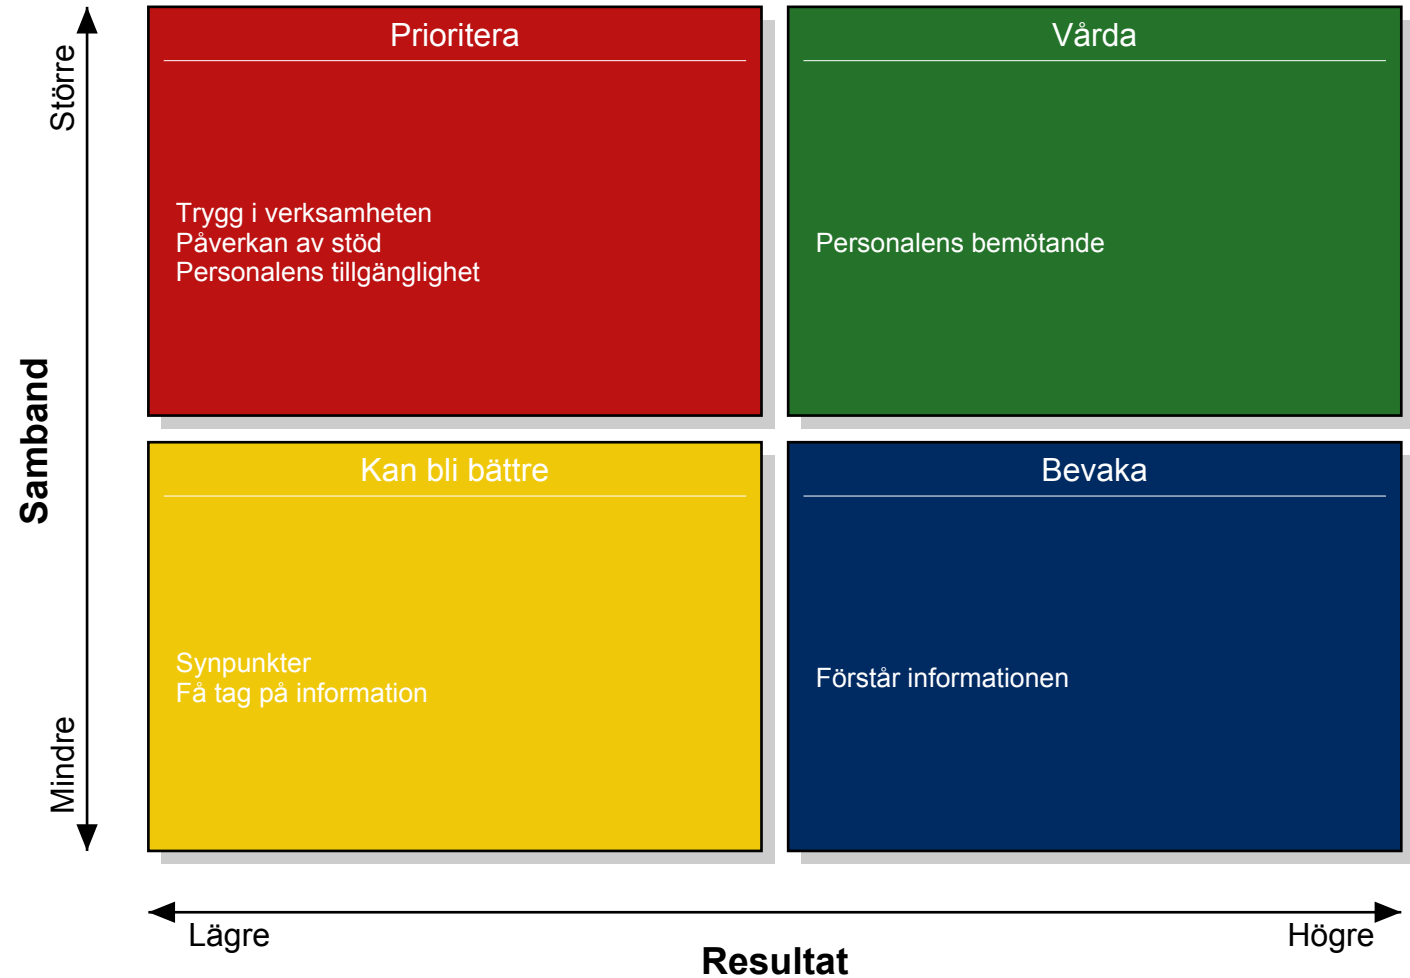 Större
Prioritera
Vårda
Trygg i verksamheten
Påverkan av stöd
Personalens tillgänglighet
Personalens bemötande
Samband
Kan bli bättre
Bevaka
Synpunkter
Få tag på information
Förstår informationen
Mindre
Lägre
Högre
Resultat